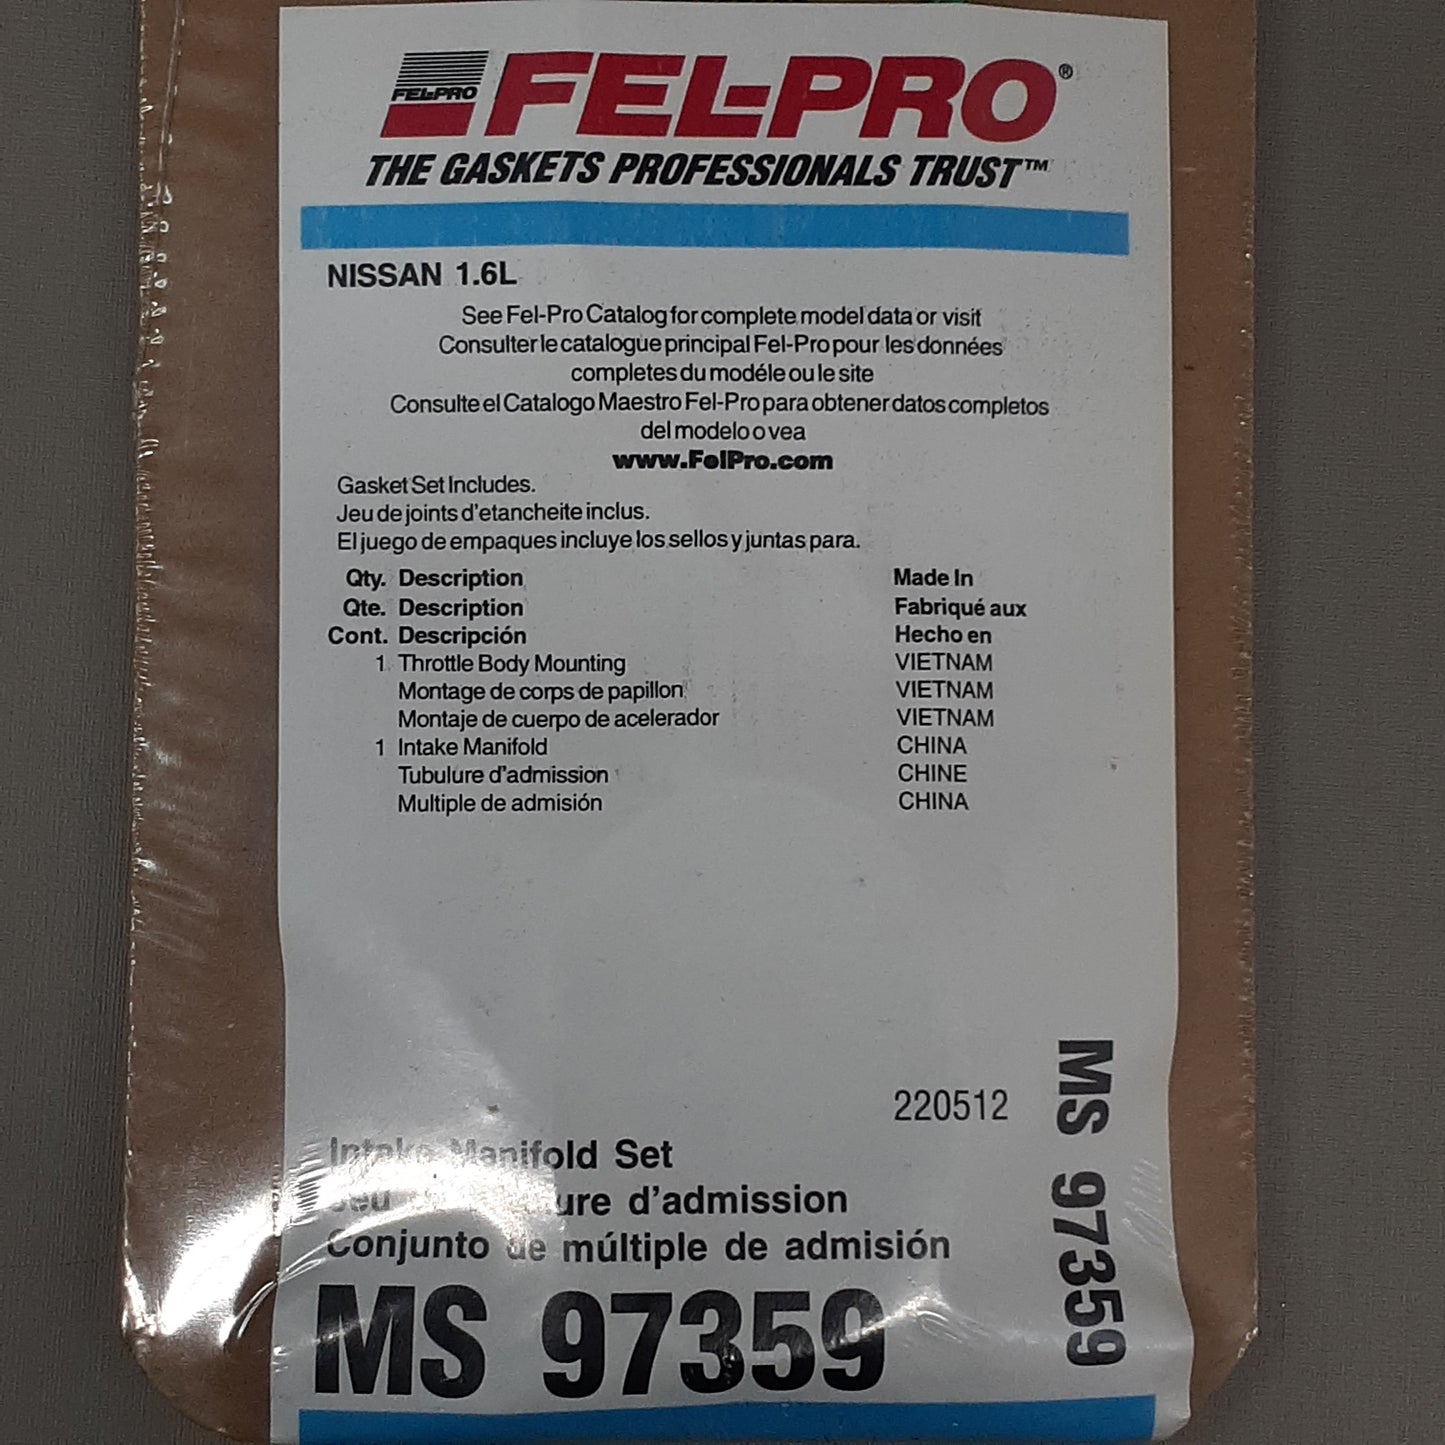 FEL-PRO
FEL-PRO®
THE GASKETS PROFESSIONALS TRUST™
NISSAN 1.6L
See Fel-Pro Catalog for complete model data or visit
Consulter le catalogue principal Fel-Pro pour les données
completes du modéle ou le site
Consulte el Catalogo Maestro Fel-Pro para obtener datos completos
del modelo o vea
www.FelPro.com
Gasket Set Includes.
Jeu de joints d'etancheite inclus.
El juego de empaques incluye los sellos y juntas para.
Qty. Description Made In
Qte. Description Fabriqué aux
Cont. Descripción Hecho en
1 Throttle Body Mounting VIETNAM
Montage de corps de papillon VIETNAM
Montaje de cuerpo de acelerador VIETNAM
1 Intake Manifold CHINA
Tubulure d'admission CHINE
Multiple de admisión CHINA
220512
Intake Manifold Set
Jeu d'admission
Conjunto de múltiple de admisión
MS 97359
MS 97359